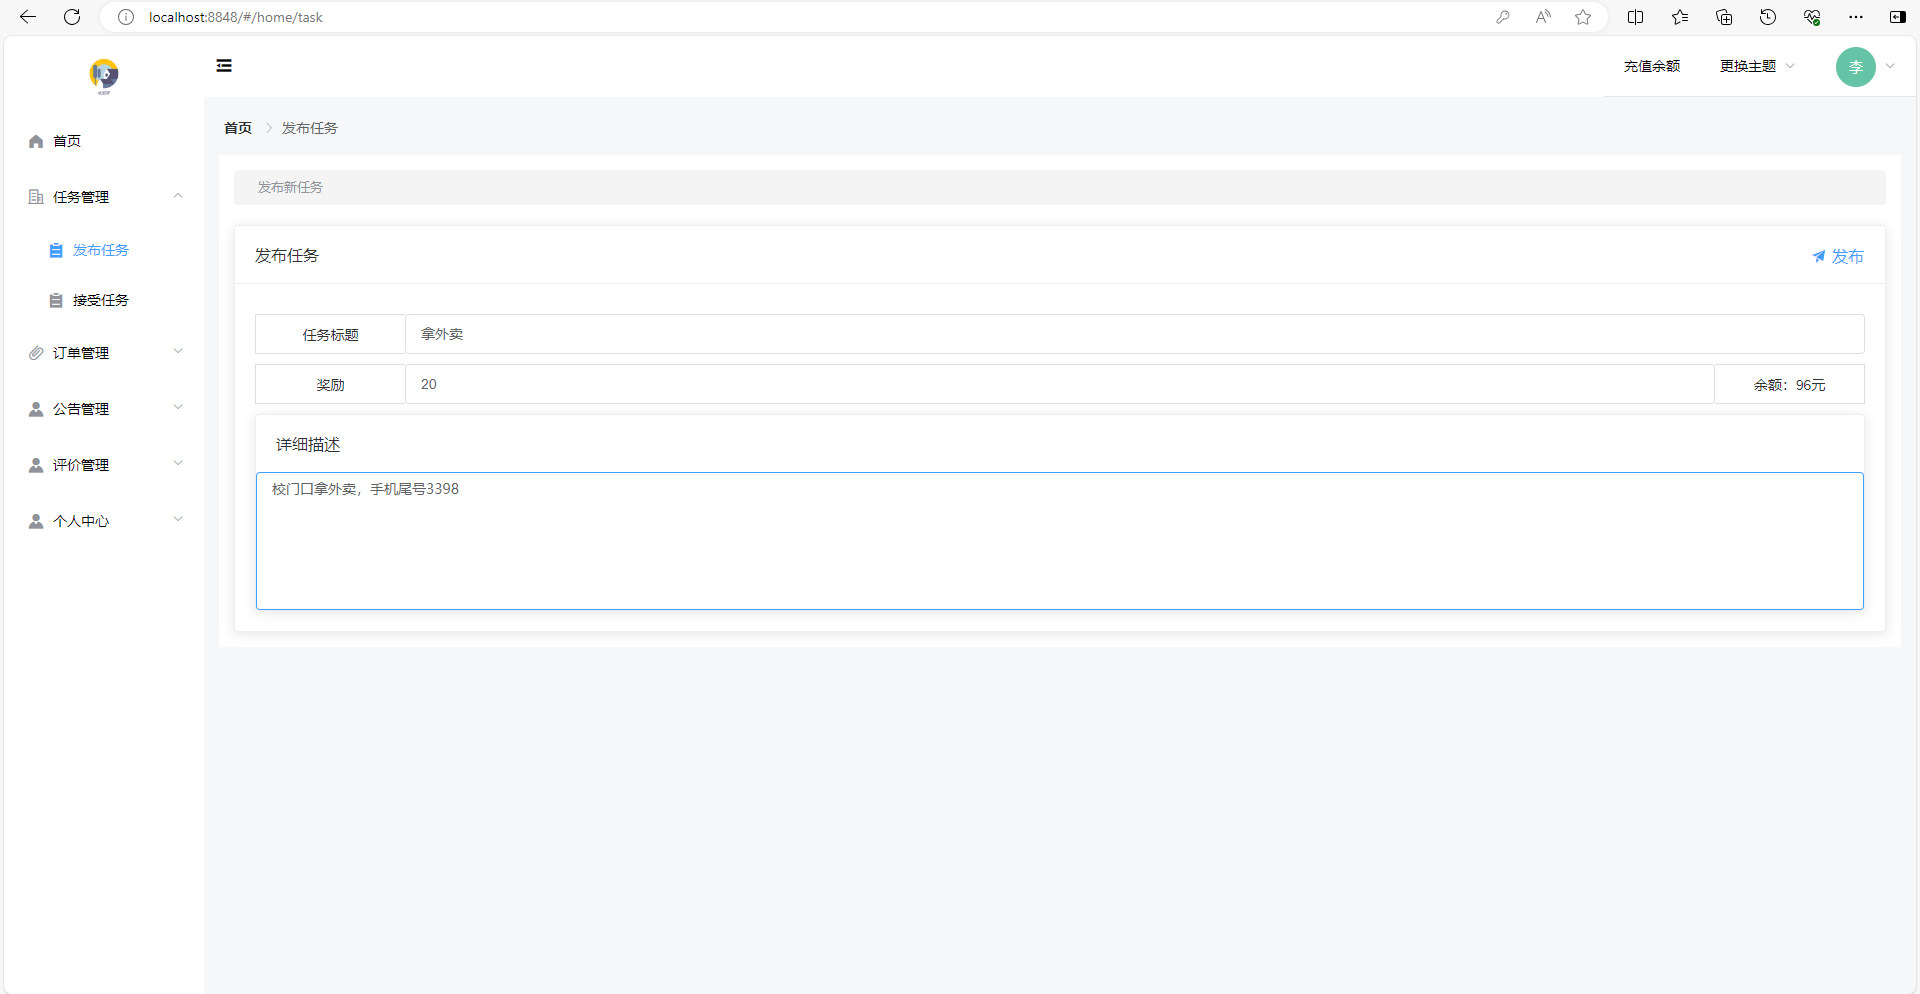 localhost:8848/#/home/task
充值余额
更换主题
李
首页
任务管理
发布任务
接受任务
订单管理
公告管理
评价管理
个人中心
首页 > 发布任务
发布新任务
发布任务
发布
任务标题
拿外卖
奖励
20
余额：96元
详细描述
校门口拿外卖，手机尾号3398